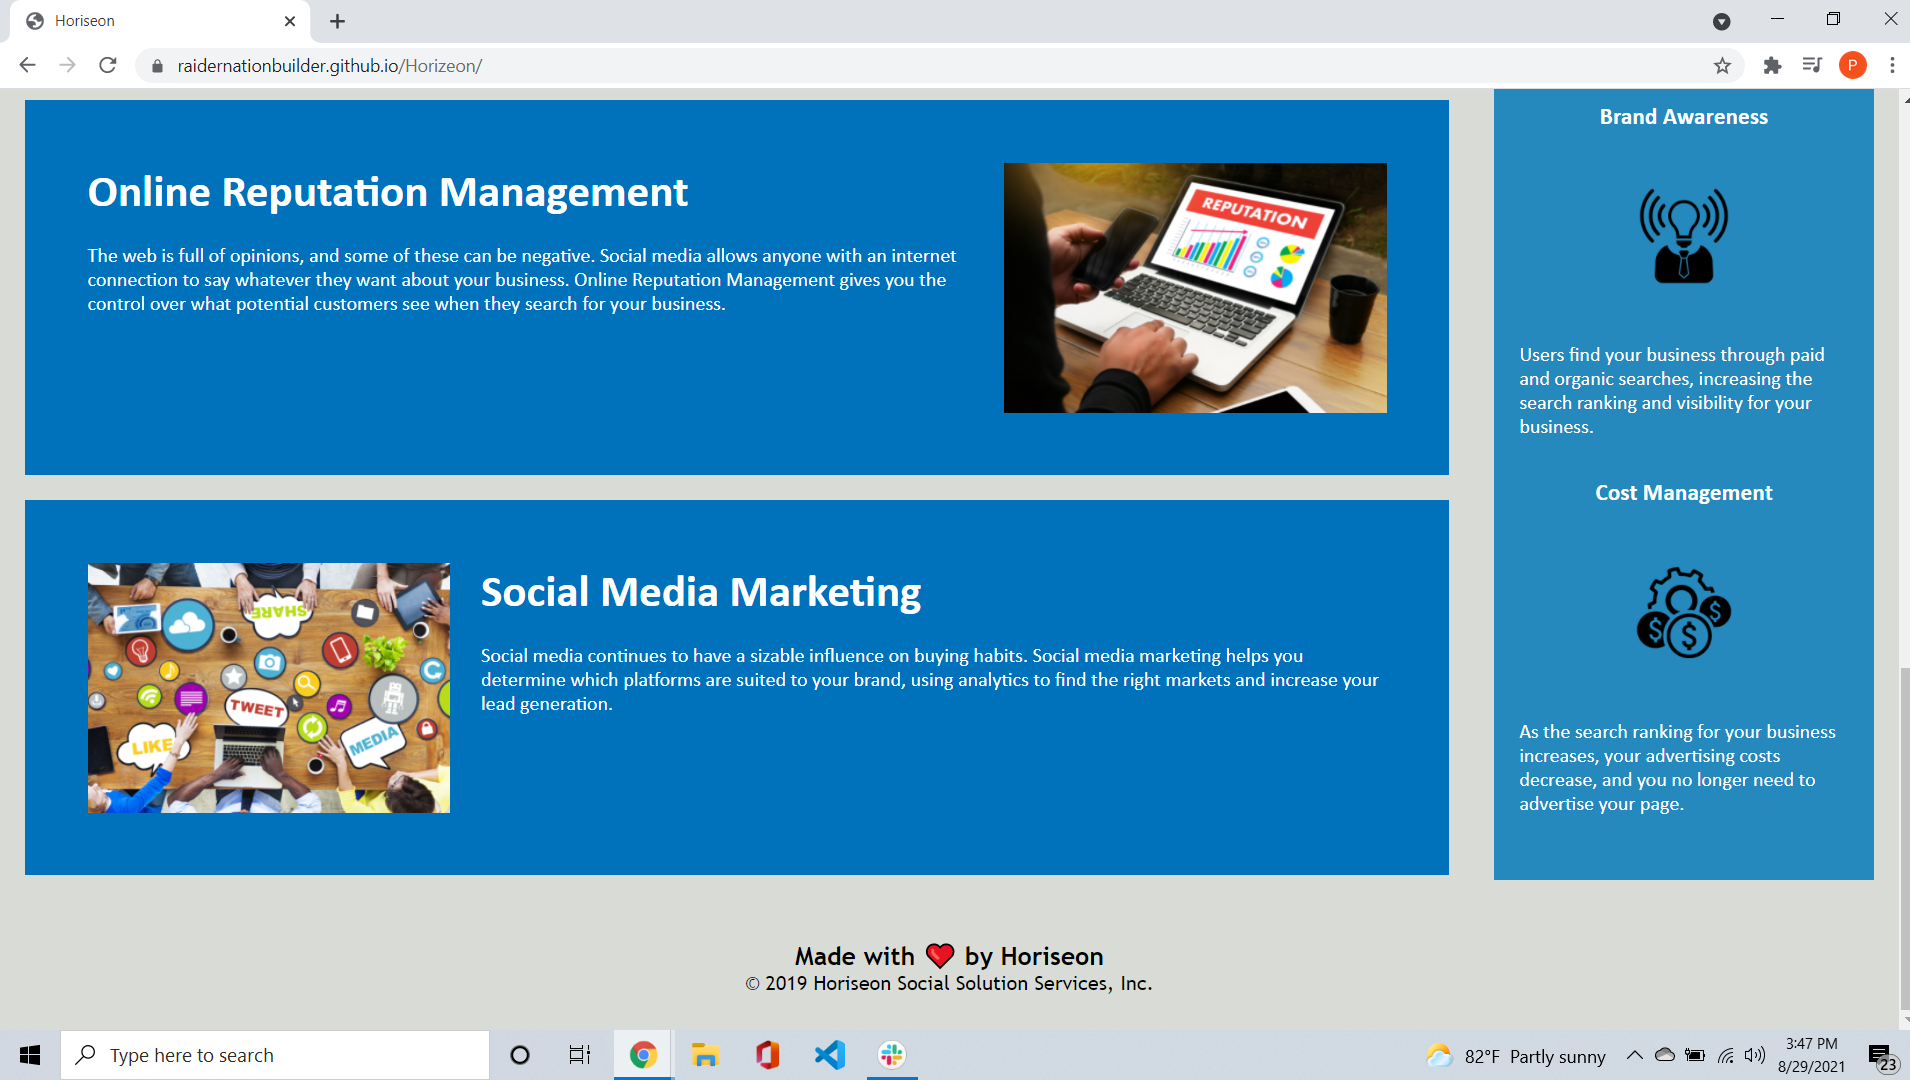 Horiseon
raidernationbuilder.github.io/Horizeon/
P
Online Reputation Management
The web is full of opinions, and some of these can be negative. Social media allows anyone with an internet
connection to say whatever they want about your business. Online Reputation Management gives you the
control over what potential customers see when they search for your business.
REPUTATION
Social Media Marketing
Social media continues to have a sizable influence on buying habits. Social media marketing helps you
determine which platforms are suited to your brand, using analytics to find the right markets and increase your
lead generation.
SHARE
TWEET
LIKE
MEDIA
Brand Awareness
Users find your business through paid
and organic searches, increasing the
search ranking and visibility for your
business.
Cost Management
$ $ $
As the search ranking for your business
increases, your advertising costs
decrease, and you no longer need to
advertise your page.
Made with ❤ by Horiseon
© 2019 Horiseon Social Solution Services, Inc.
Type here to search
82°F Partly sunny
3:47 PM
8/29/2021
23